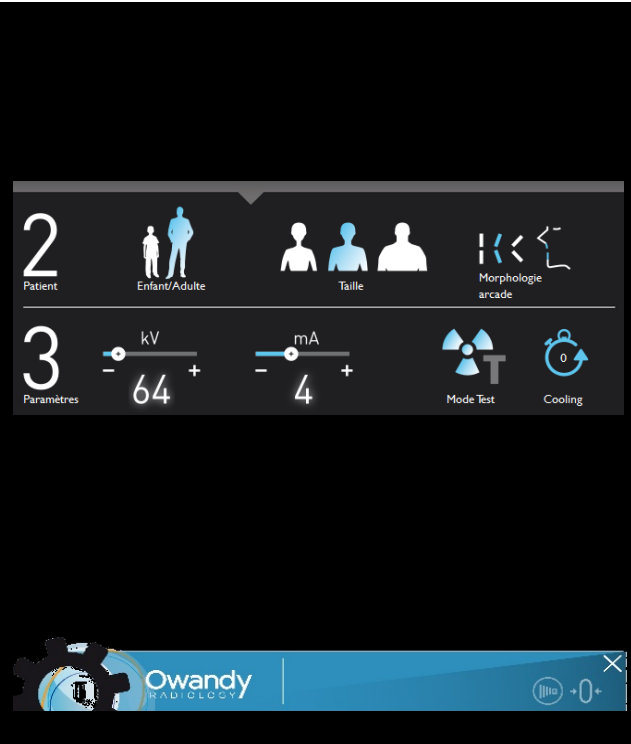 2
Patient
Enfant/Adulte
Taille
Morphologie
arcade
3
Paramètres
kV
- +
64
mA
- +
4
T
Mode Test
0
Cooling
Owandy
RADIOLOGY
0